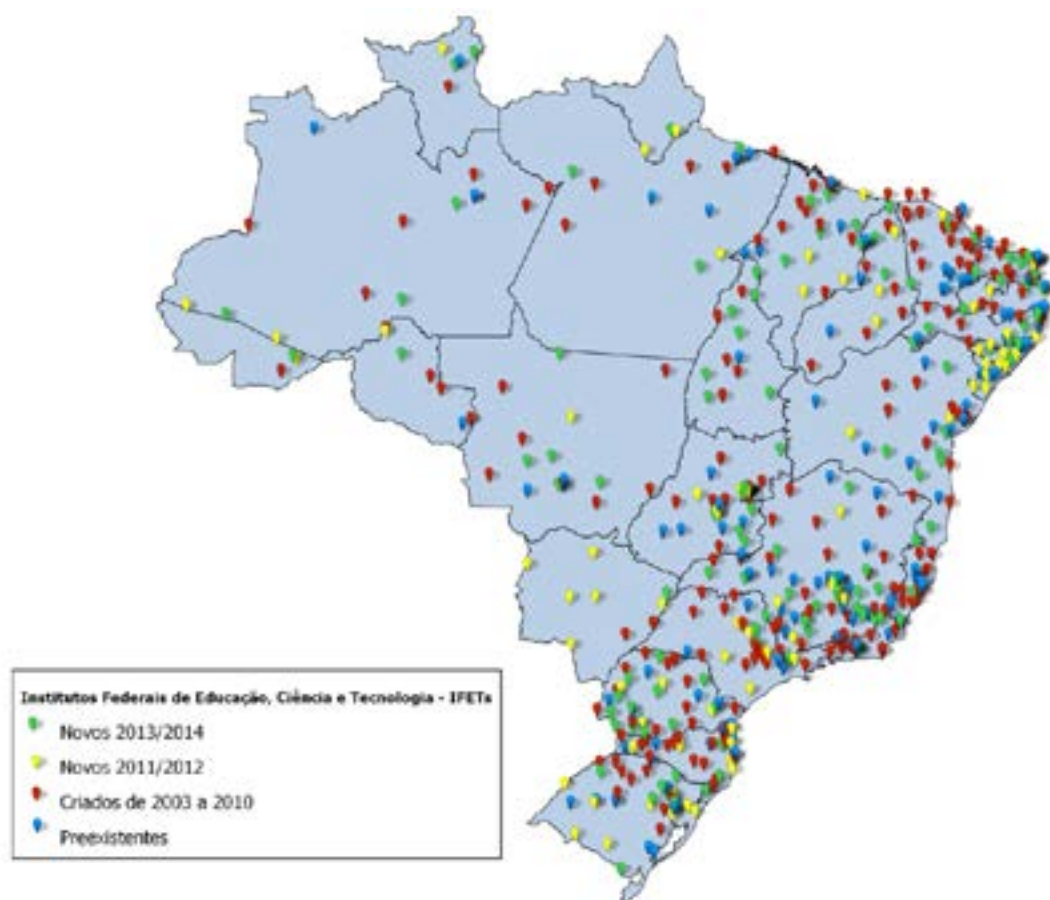 Institutos Federais de Educação, Ciência e Tecnologia - IFETs
Novos 2013/2014
Novos 2011/2012
Criados de 2003 a 2010
Preexistentes